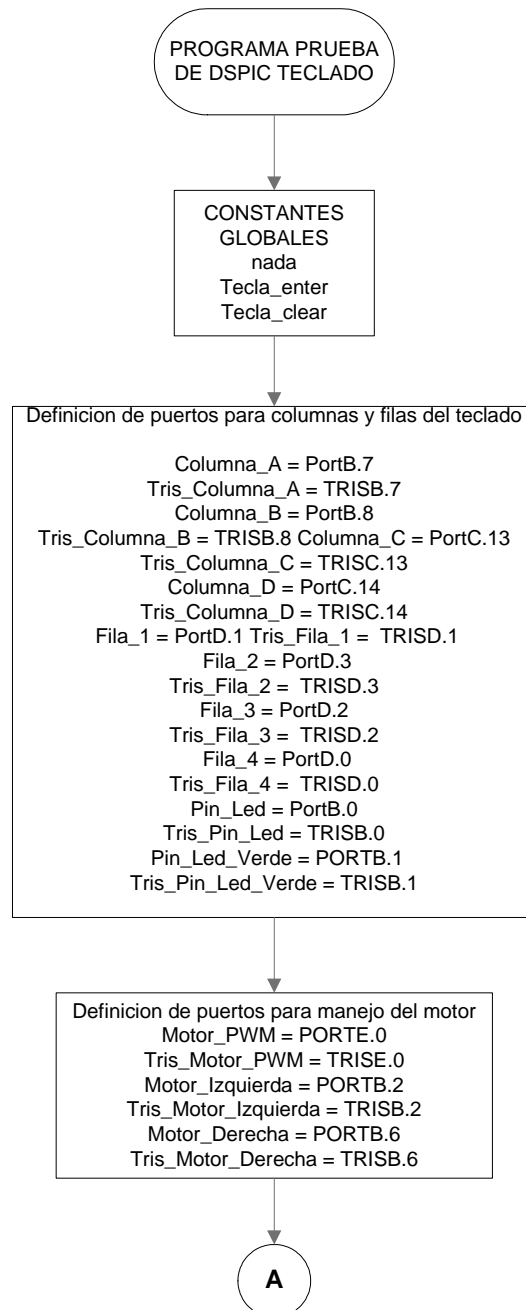 PROGRAMA PRUEBA
DE DSPIC TECLADO
CONSTANTES
GLOBALES
nada
Tecla_enter
Tecla_clear
Definicion de puertos para columnas y filas del teclado
Columna_A = PortB.7
Tris_Columna_A = TRISB.7
Columna_B = PortB.8
Tris_Columna_B = TRISB.8 Columna_C = PortC.13
Tris_Columna_C = TRISC.13
Columna_D = PortC.14
Tris_Columna_D = TRISC.14
Fila_1 = PortD.1 Tris_Fila_1 = TRISD.1
Fila_2 = PortD.3
Tris_Fila_2 = TRISD.3
Fila_3 = PortD.2
Tris_Fila_3 = TRISD.2
Fila_4 = PortD.0
Tris_Fila_4 = TRISD.0
Pin_Led = PortB.0
Tris_Pin_Led = TRISB.0
Pin_Led_Verde = PORTB.1
Tris_Pin_Led_Verde = TRISB.1
Definicion de puertos para manejo del motor
Motor_PWM = PORTE.0
Tris_Motor_PWM = TRISE.0
Motor_Izquierda = PORTB.2
Tris_Motor_Izquierda = TRISB.2
Motor_Derecha = PORTB.6
Tris_Motor_Derecha = TRISB.6
A